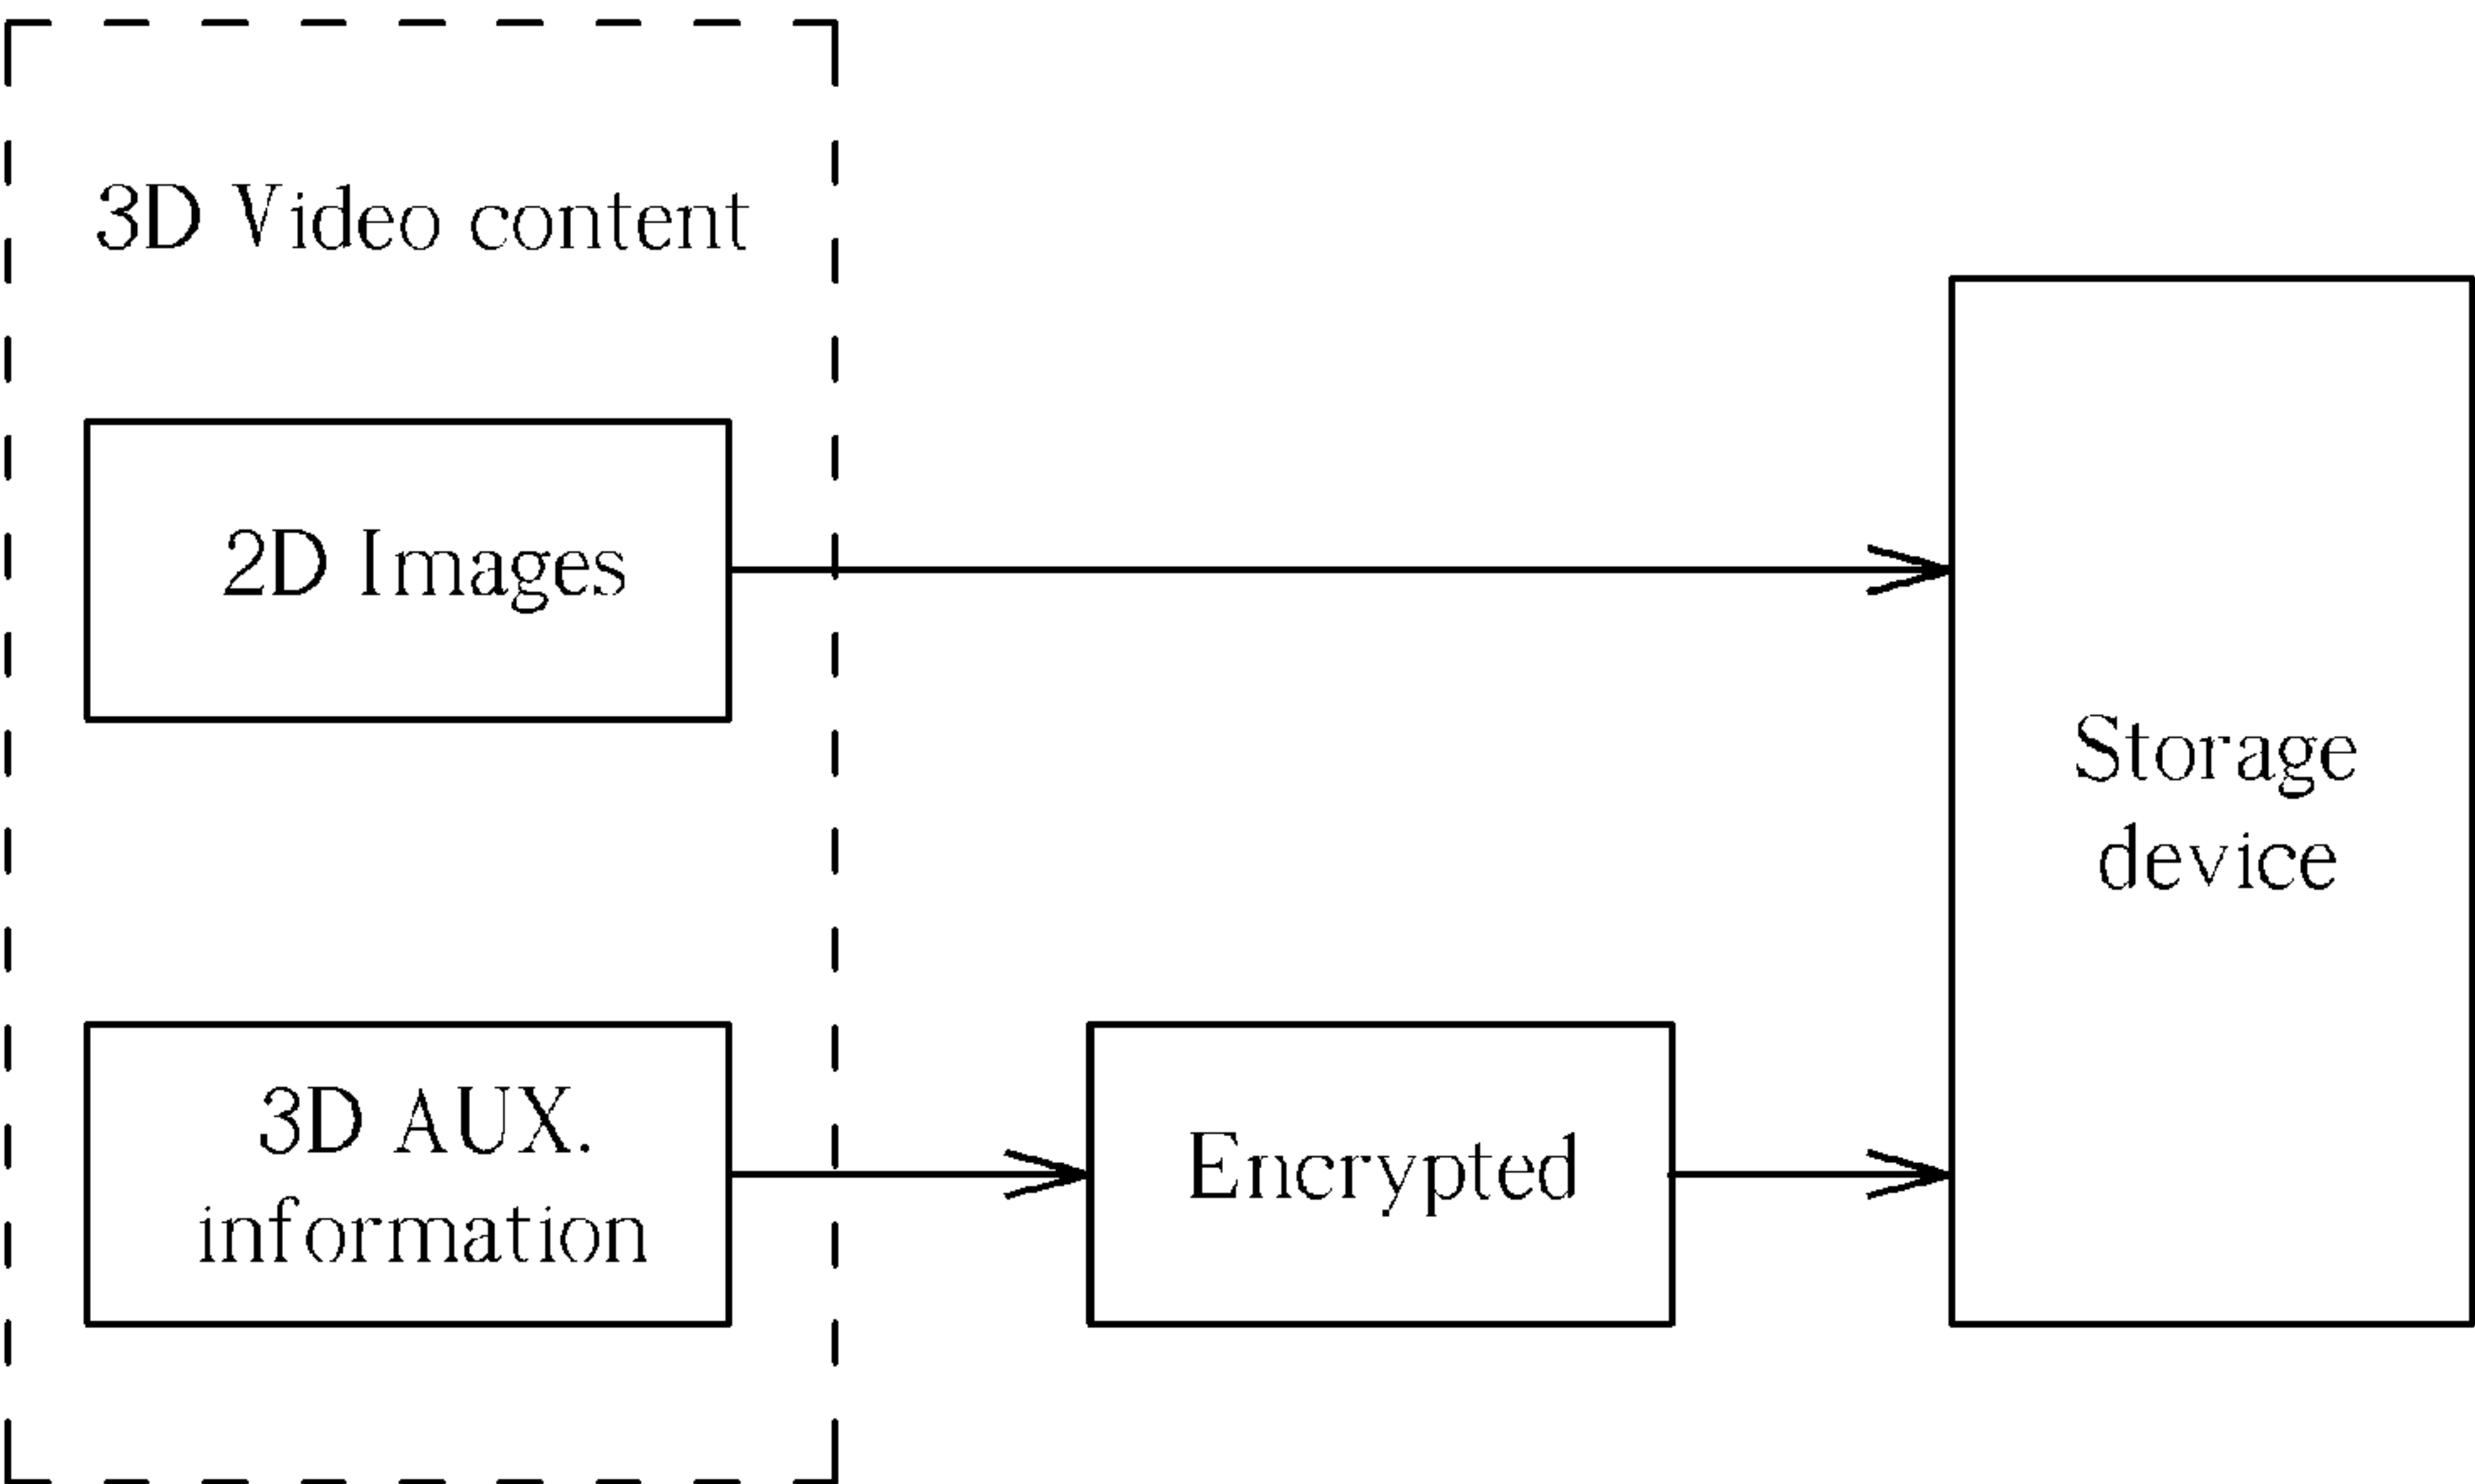 3D Video content
2D Images
Storage
device
3D AUX.
information
Encrypted